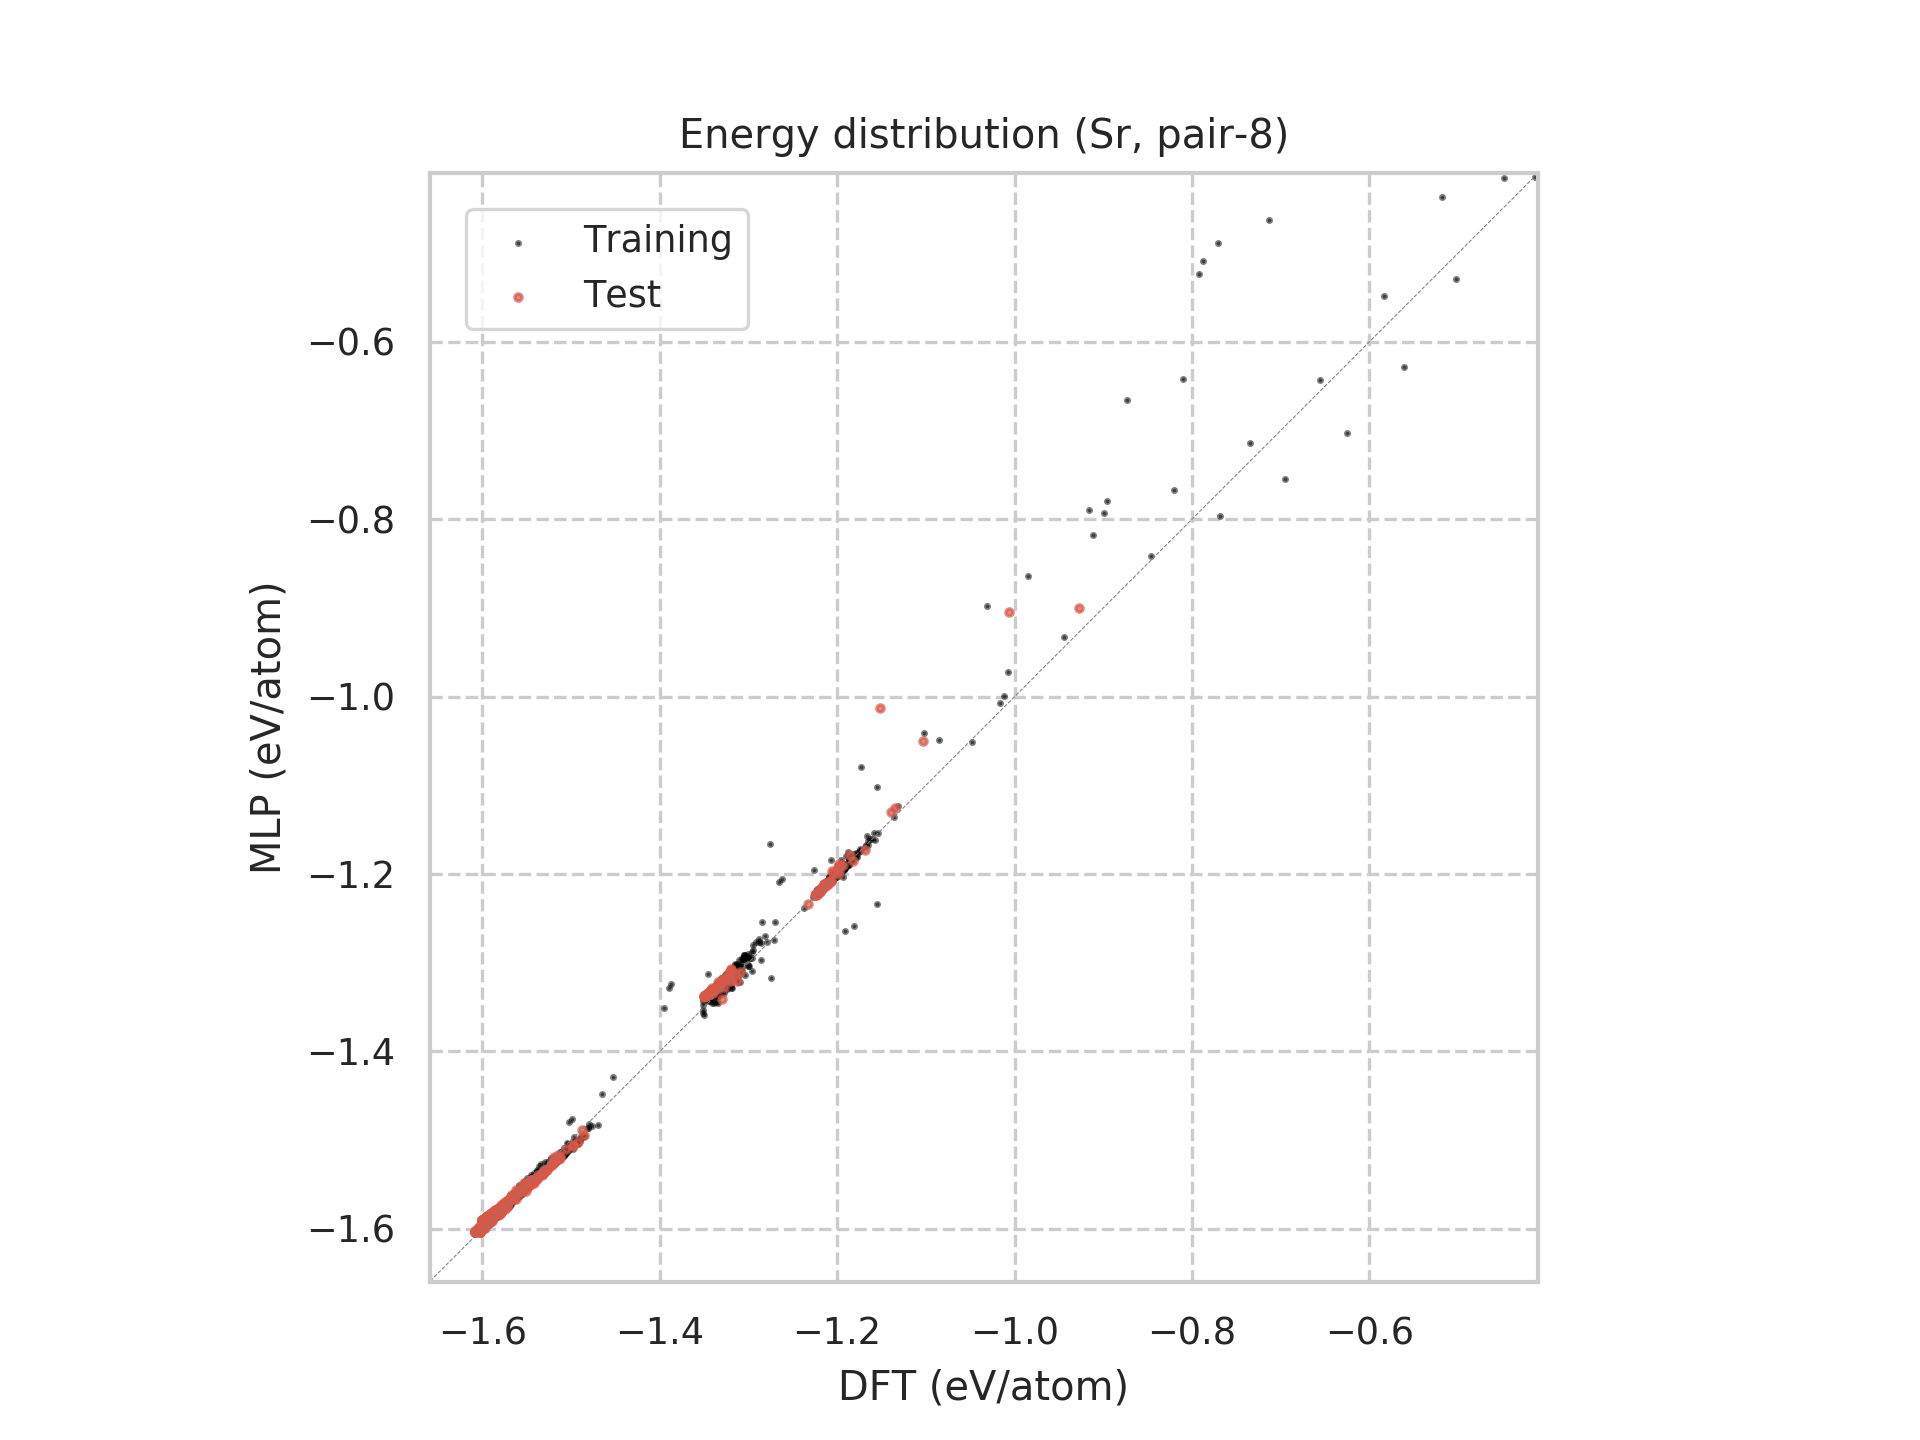 Energy distribution (Sr, pair-8)
Training
Test
−0.6
−0.8
−1.0
−1.2
−1.4
−1.6
MLP (eV/atom)
−1.6 −1.4 −1.2 −1.0 −0.8 −0.6
DFT (eV/atom)